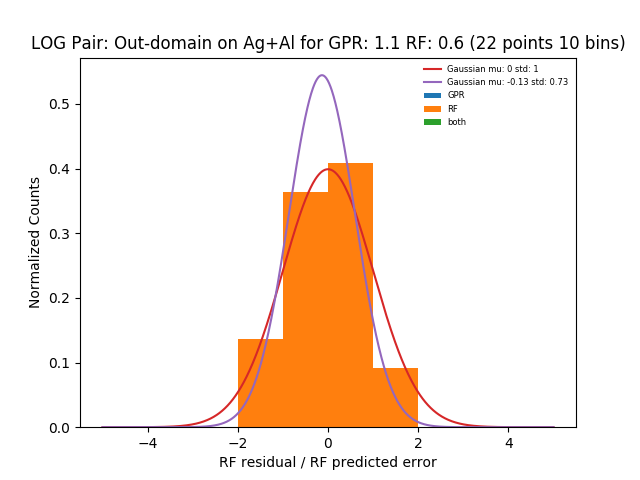 LOG Pair: Out-domain on Ag+Al for GPR: 1.1 RF: 0.6 (22 points 10 bins)
Gaussian mu: 0 std: 1
Gaussian mu: -0.13 std: 0.73
GPR
RF
both
Normalized Counts
0.5
0.4
0.3
0.2
0.1
0.0
−4 −2 0 2 4
RF residual / RF predicted error